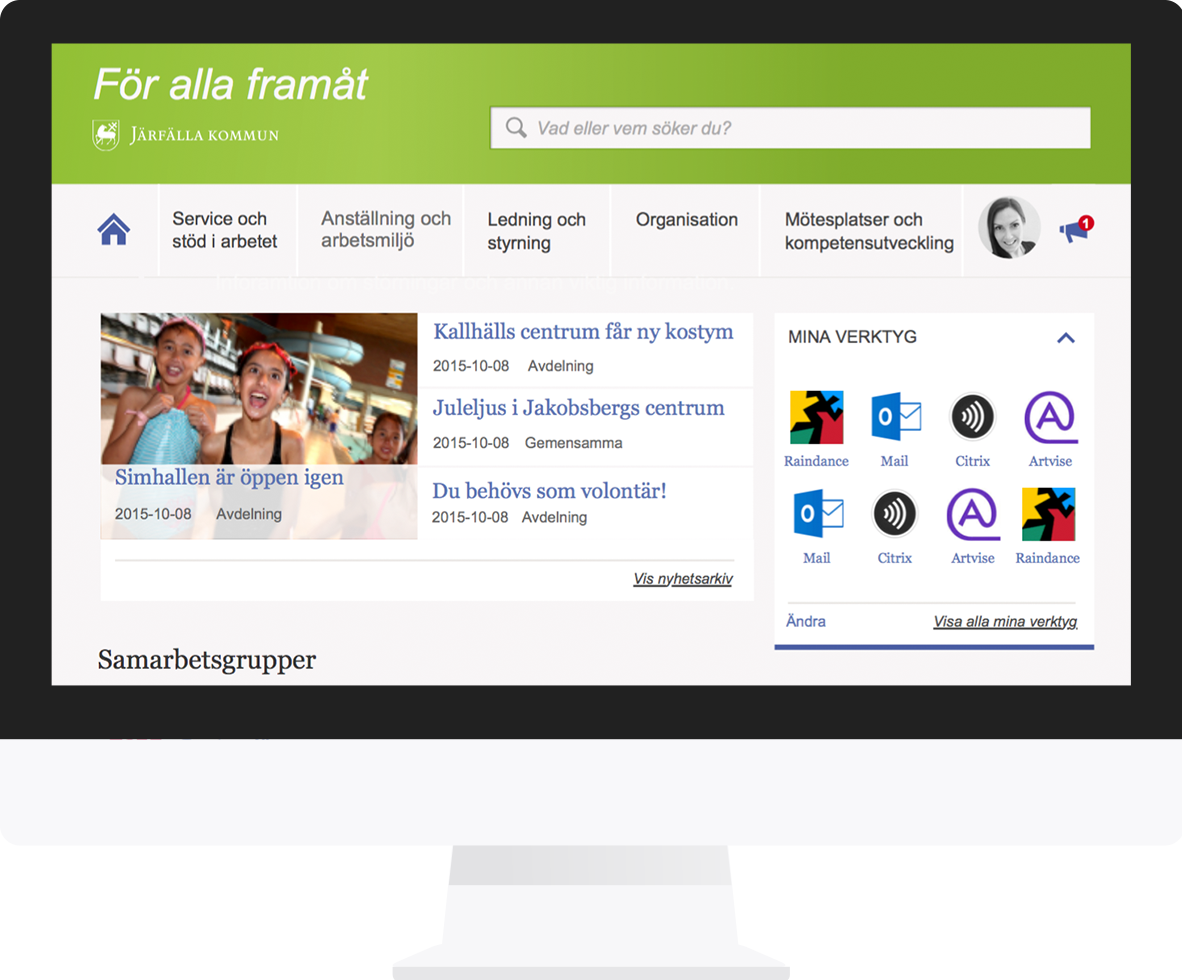 För alla framåt
JÄRFÄLLA KOMMUN
Vad eller vem söker du?
Service och
stöd i arbetet
Anställning och
arbetsmiljö
Ledning och
styrning
Organisation
Mötesplatser och
kompetensutveckling
1
Simhallen är öppen igen
2015-10-08 Avdelning
Kallhälls centrum får ny kostym
2015-10-08 Avdelning
Juleljus i Jakobsbergs centrum
2015-10-08 Gemensamma
Du behövs som volontär!
2015-10-08 Avdelning
Vis nyhetsarkiv
MINA VERKTYG
Raindance Mail Citrix Artvise
Mail Citrix Artvise Raindance
Ändra Visa alla mina verktyg
Samarbetsgrupper